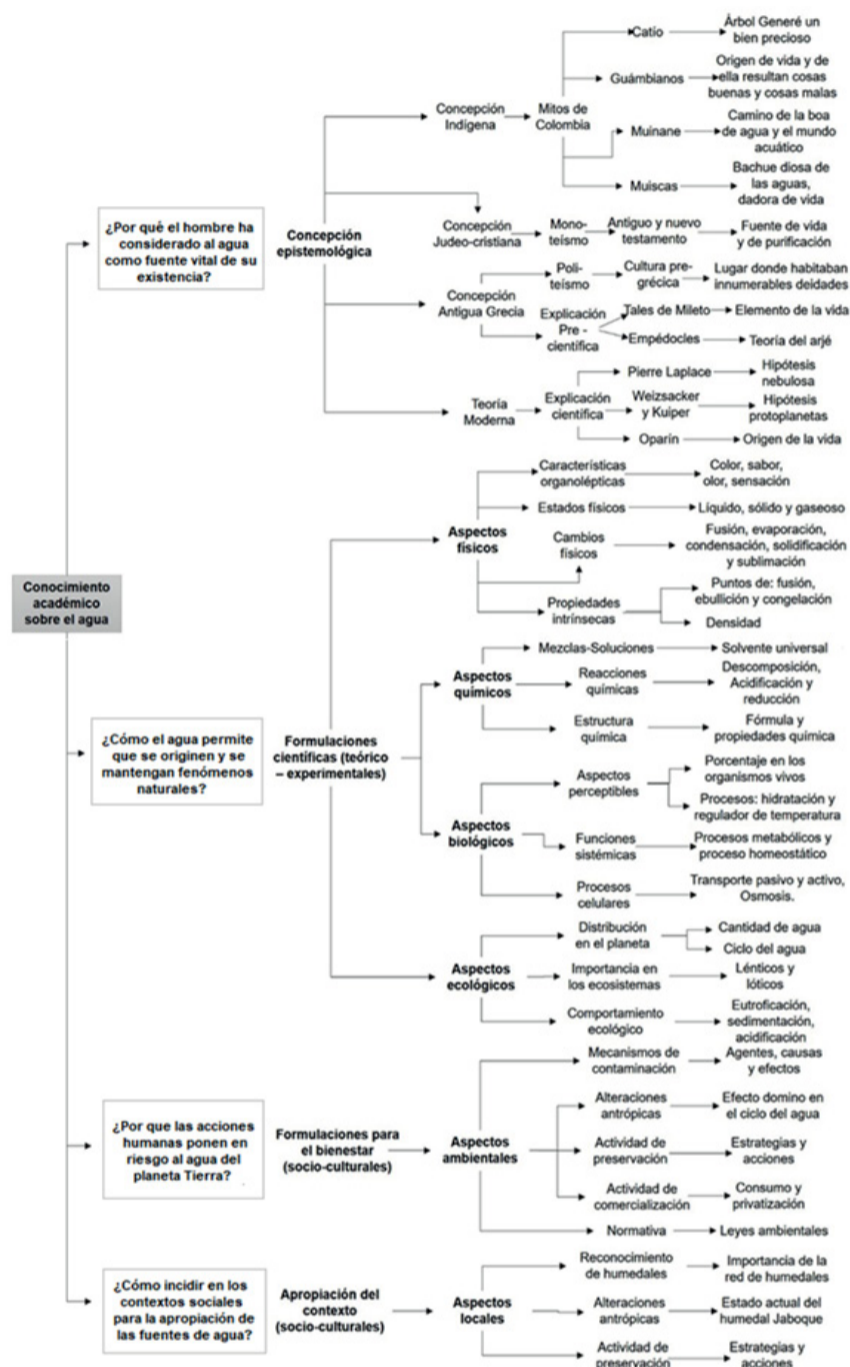 Conocimiento
académico
sobre el agua
¿Por qué el hombre ha
considerado al agua
como fuente vital de su
existencia?
Concepción
epistemológica
Concepción
Indígena
Mitos de
Colombia
Catío
Árbol Generé un
bien precioso
Guámbianos
Origen de vida y de
ella resultan cosas
buenas y cosas malas
Muinane
Camino de la boa
de agua y el mundo
acuático
Muiscas
Bachue diosa de
las aguas,
dadora de vida
Concepción
Judeo-cristiana
Mono-
teísmo
Antiguo y nuevo
testamento
Fuente de vida
y de purificación
Concepción
Antigua Grecia
Poli-
teísmo
Cultura pre-
grécica
Lugar donde habitaban
innumerables deidades
Explicación
Pre -
científica
Tales de Mileto
Elemento de la vida
Empédocles
Teoría del arjé
Teoría
Moderna
Explicación
científica
Pierre Laplace
Hipótesis
nebulosa
Weizsacker
y Kuiper
Hipótesis
protoplanetas
Oparín
Origen de la vida
¿Cómo el agua permite
que se originen y se
mantengan fenómenos
naturales?
Formulaciones
científicas (teórico
– experimentales)
Aspectos
físicos
Características
organolépticas
Color, sabor,
olor, sensación
Estados físicos
Líquido, sólido y gaseoso
Cambios
físicos
Fusión, evaporación,
condensación, solidificación
y sublimación
Propiedades
intrínsecas
Puntos de: fusión,
ebullición y congelación
Densidad
Aspectos
químicos
Mezclas-Soluciones
Solvente universal
Reacciones
químicas
Descomposición,
Acidificación y
reducción
Estructura
química
Fórmula y
propiedades química
Aspectos
biológicos
Aspectos
perceptibles
Porcentaje en los
organismos vivos
Procesos: hidratación y
regulador de temperatura
Funciones
sistémicas
Procesos metabólicos y
proceso homeostático
Procesos
celulares
Transporte pasivo y activo,
Osmosis.
Aspectos
ecológicos
Distribución
en el planeta
Cantidad de agua
Ciclo del agua
Importancia en
los ecosistemas
Lénticos y
lóticos
Comportamiento
ecológico
Eutroficación,
sedimentación,
acidificación
¿Por que las acciones
humanas ponen en
riesgo al agua del
planeta Tierra?
Formulaciones para
el bienestar
(socio-culturales)
Aspectos
ambientales
Mecanismos de
contaminación
Agentes, causas
y efectos
Alteraciones
antrópicas
Efecto domino en
el ciclo del agua
Actividad de
preservación
Estrategias y
acciones
Actividad de
comercialización
Consumo y
privatización
Normativa
Leyes ambientales
¿Cómo incidir en los
contextos sociales
para la apropiación de
las fuentes de agua?
Apropiación del
contexto
(socio-culturales)
Aspectos
locales
Reconocimiento
de humedales
Importancia de la
red de humedales
Alteraciones
antrópicas
Estado actual del
humedal Jaboque
Actividad de
preservación
Estrategias y
acciones